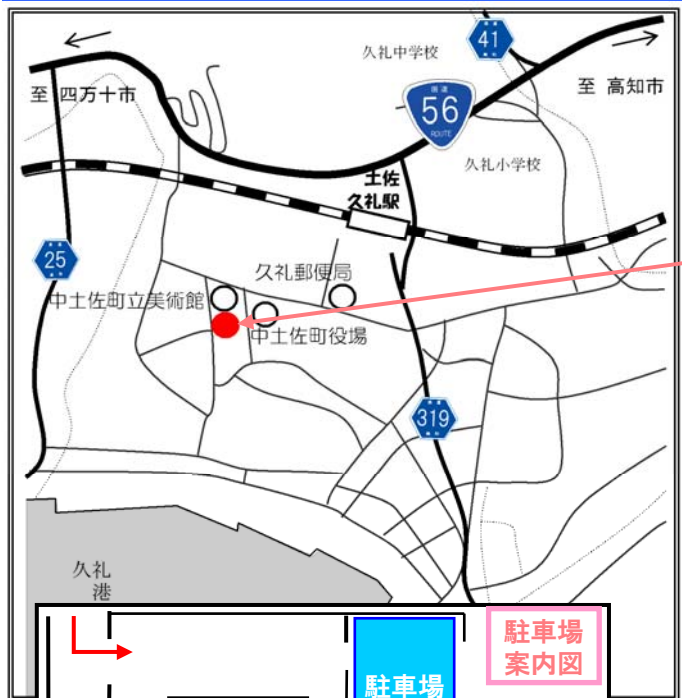 41
久礼中学校
至 四万十市
至 高知市
国道
56
ROUTE
久礼小学校
土佐
久礼駅
25
久礼郵便局
中土佐町立美術館
中土佐町役場
319
久礼
港
駐車場
案内図
駐車場